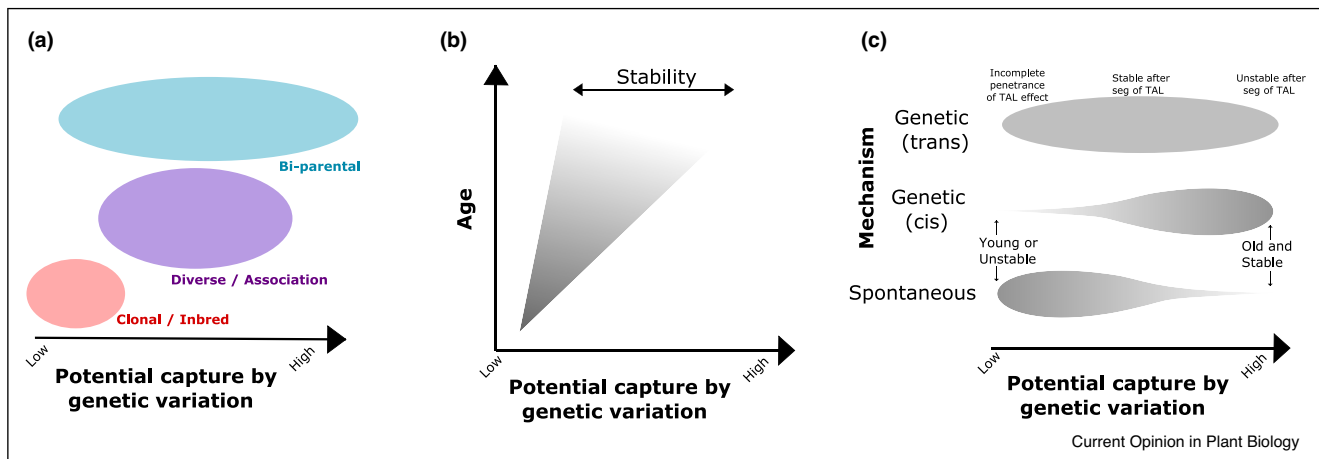 (a)
Bi-parental
Diverse / Association
Clonal / Inbred
Low
High
Potential capture by
genetic variation
(b)
Stability
Age
Low
High
Potential capture by
genetic variation
(c)
Incomplete
penetrance
of TAL effect
Stable after
seg of TAL
Unstable after
seg of TAL
Mechanism
Genetic
(trans)
Genetic
(cis)
Young or
Unstable
Old and
Stable
Spontaneous
Low
High
Potential capture by
genetic variation
Current Opinion in Plant Biology